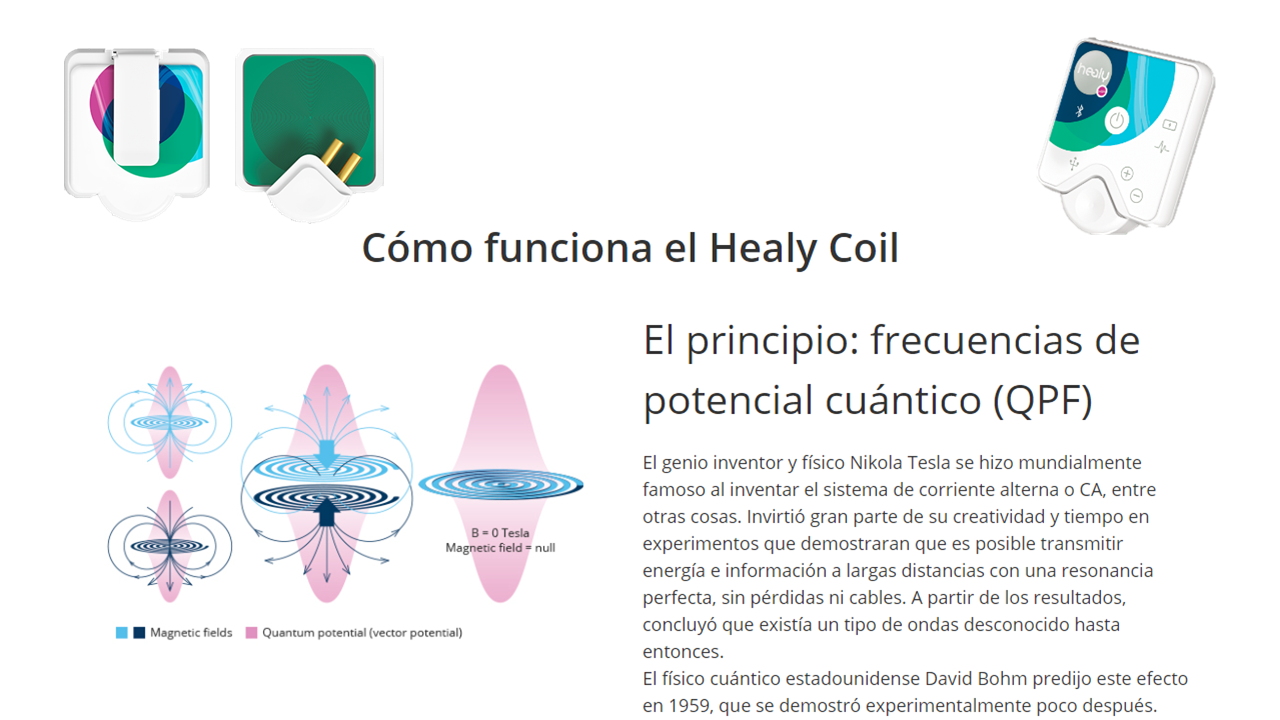 healy
Cómo funciona el Healy Coil
El principio: frecuencias de
potencial cuántico (QPF)
El genio inventor y físico Nikola Tesla se hizo mundialmente
famoso al inventar el sistema de corriente alterna o CA, entre
otras cosas. Invirtió gran parte de su creatividad y tiempo en
experimentos que demostraran que es posible transmitir
energía e información a largas distancias con una resonancia
perfecta, sin pérdidas ni cables. A partir de los resultados,
concluyó que existía un tipo de ondas desconocido hasta
entonces.
El físico cuántico estadounidense David Bohm predijo este efecto
en 1959, que se demostró experimentalmente poco después.
B = 0 Tesla
Magnetic field = null
Magnetic fields
Quantum potential (vector potential)